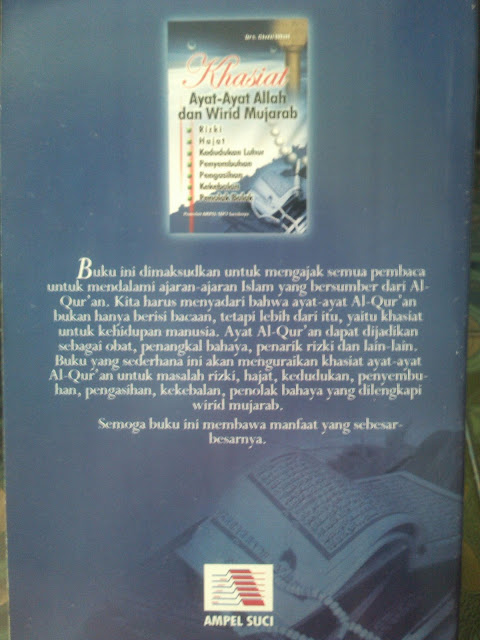 Khasiat
Ayat-Ayat Allah
dan Wirid Mujarab
Rizki
Hajat
Kedudukan Luhur
Penyembuhan
Pengasihan
Kekebalan
Buku ini dimaksudkan untuk mengajak semua pembaca
untuk mendalami ajaran-ajaran Islam yang bersumber dari Al-
Qur'an. Kita harus menyadari bahwa ayat-ayat Al-Qur'an
bukan hanya berisi bacaan, tetapi lebih dari itu, yaitu khasiat
untuk kehidupan manusia. Ayat Al-Qur'an dapat dijadikan
sebagai obat, penangkal bahaya, penarik rizki dan lain-lain.
Buku yang sederhana ini akan menguraikan khasiat ayat-ayat
Al-Qur'an untuk masalah rizki, hajat, kedudukan, penyembu-
han, pengasihan, kekebalan, penolak bahaya yang dilengkapi
wirid mujarab.
Semoga buku ini membawa manfaat yang sebesar-
besarnya.
AMPEL SUCI